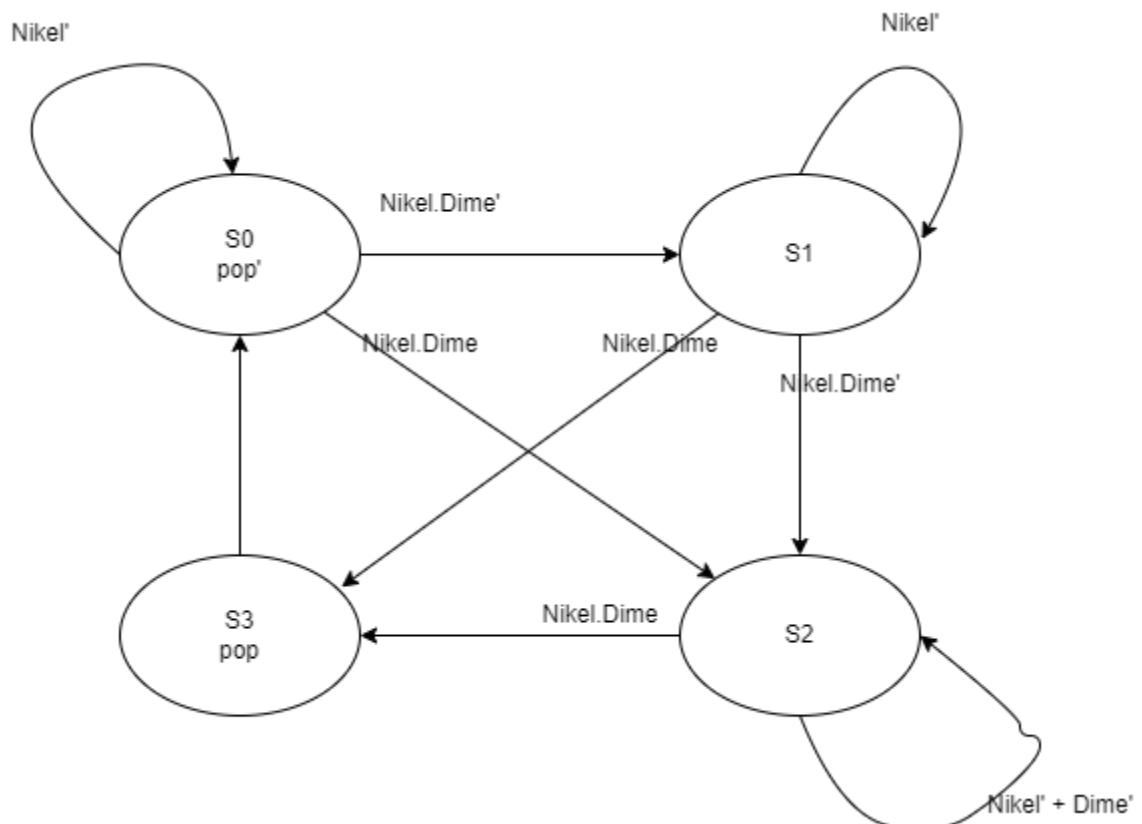 Nikel'
Nikel'
Nikel.Dime'
S0
pop'
S1
Nikel.Dime
Nikel.Dime
Nikel.Dime'
Nikel.Dime
S3
pop
S2
Nikel' + Dime'